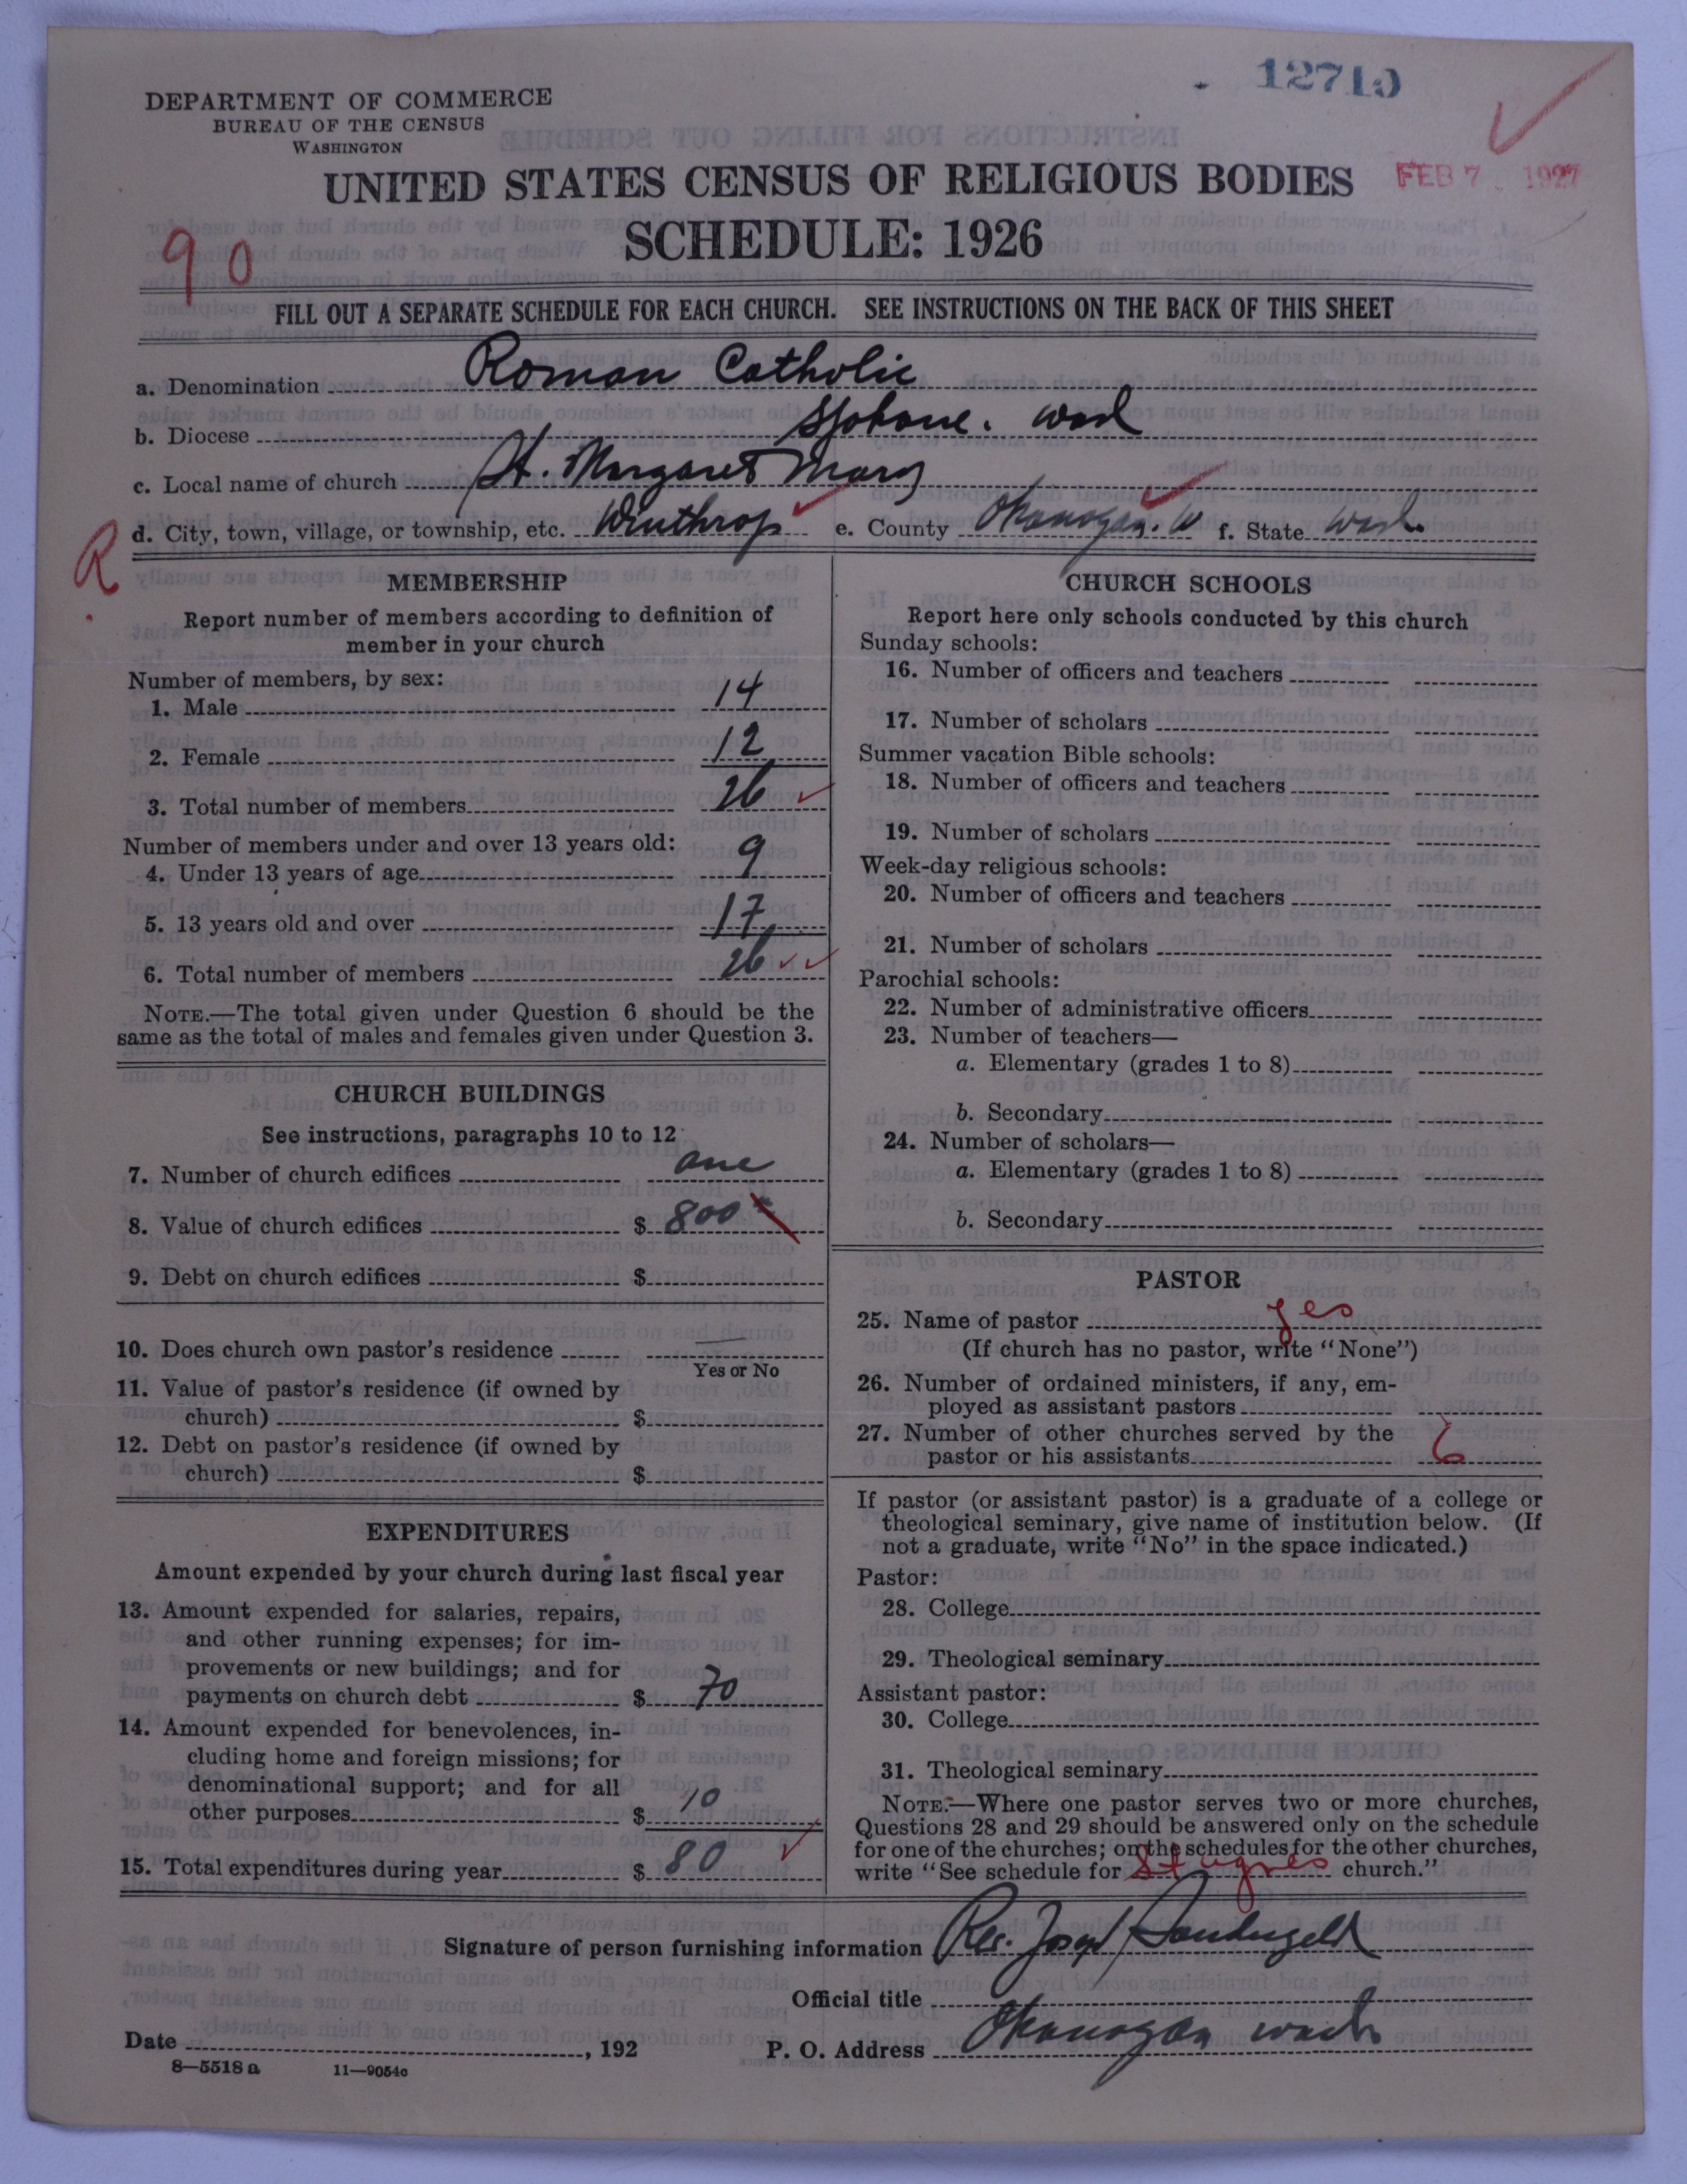 12710
DEPARTMENT OF COMMERCE
BUREAU OF THE CENSUS
WASHINGTON
UNITED STATES CENSUS OF RELIGIOUS BODIES
FEB 7 1927
SCHEDULE: 1926
90
FILL OUT A SEPARATE SCHEDULE FOR EACH CHURCH. SEE INSTRUCTIONS ON THE BACK OF THIS SHEET
a. Denomination Roman Catholic
b. Diocese Spokane. Wash
c. Local name of church St. Margaret Mary
R
d. City, town, village, or township, etc. Winthrop e. County Okanogan. W f. State Wash.
MEMBERSHIP
Report number of members according to definition of
member in your church
Number of members, by sex:
1. Male 14
2. Female 12
3. Total number of members 26
Number of members under and over 13 years old:
4. Under 13 years of age 9
5. 13 years old and over 17
6. Total number of members 26
NOTE.—The total given under Question 6 should be the
same as the total of males and females given under Question 3.
CHURCH BUILDINGS
See instructions, paragraphs 10 to 12
7. Number of church edifices one
8. Value of church edifices $ 800
9. Debt on church edifices $
10. Does church own pastor's residence
Yes or No
11. Value of pastor's residence (if owned by
church) $
12. Debt on pastor's residence (if owned by
church) $
EXPENDITURES
Amount expended by your church during last fiscal year
13. Amount expended for salaries, repairs,
and other running expenses; for im-
provements or new buildings; and for
payments on church debt $ 70
14. Amount expended for benevolences, in-
cluding home and foreign missions; for
denominational support; and for all
other purposes $ 10
15. Total expenditures during year $ 80
CHURCH SCHOOLS
Report here only schools conducted by this church
Sunday schools:
16. Number of officers and teachers
17. Number of scholars
Summer vacation Bible schools:
18. Number of officers and teachers
19. Number of scholars
Week-day religious schools:
20. Number of officers and teachers
21. Number of scholars
Parochial schools:
22. Number of administrative officers
23. Number of teachers—
a. Elementary (grades 1 to 8)
b. Secondary
24. Number of scholars—
a. Elementary (grades 1 to 8)
b. Secondary
PASTOR
25. Name of pastor yes
(If church has no pastor, write "None")
26. Number of ordained ministers, if any, em-
ployed as assistant pastors
27. Number of other churches served by the
pastor or his assistants 6
If pastor (or assistant pastor) is a graduate of a college or
theological seminary, give name of institution below. (If
not a graduate, write "No" in the space indicated.)
Pastor:
28. College
29. Theological seminary
Assistant pastor:
30. College
31. Theological seminary
NOTE.—Where one pastor serves two or more churches,
Questions 28 and 29 should be answered only on the schedule
for one of the churches; on the schedules for the other churches,
write "See schedule for St agnes church."
Signature of person furnishing information Rev. Joseph
Official title
Date , 192
P. O. Address Okanogan Wash
8—5518 a 11—9054c